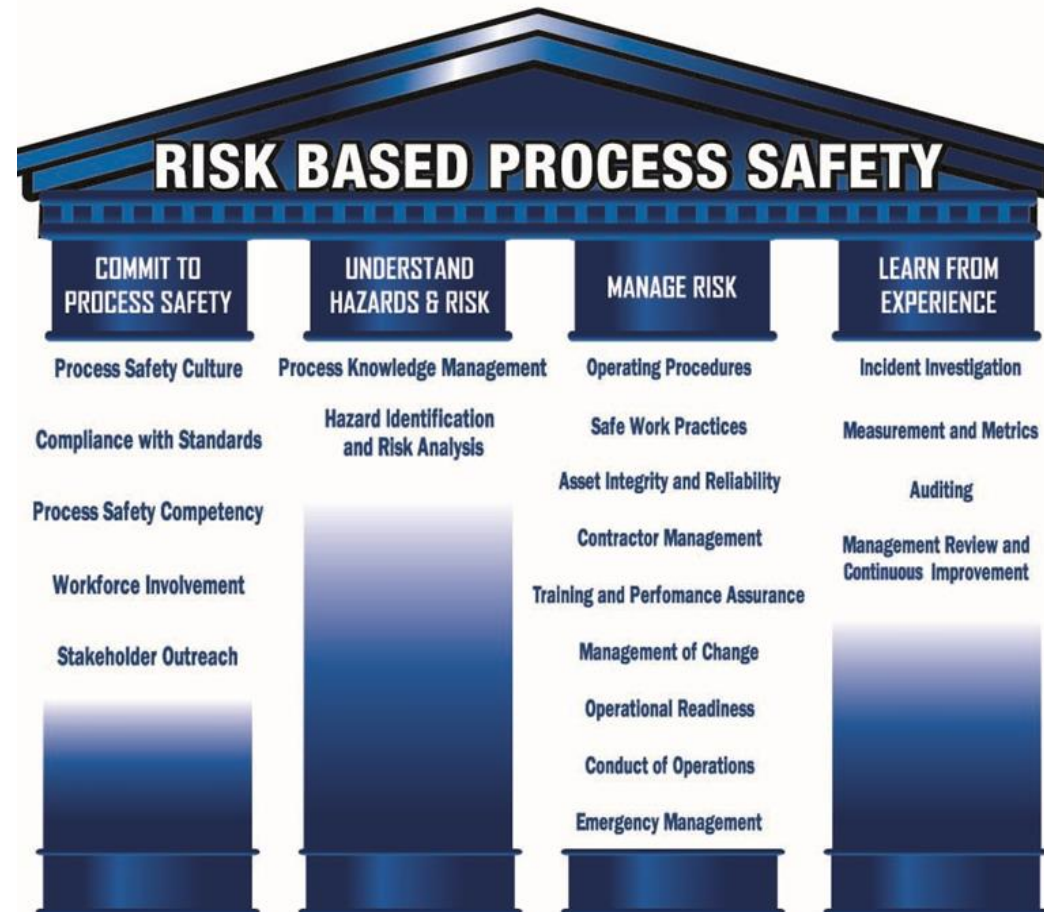 RISK BASED PROCESS SAFETY
COMMIT TO
PROCESS SAFETY
Process Safety Culture
Compliance with Standards
Process Safety Competency
Workforce Involvement
Stakeholder Outreach
UNDERSTAND
HAZARDS & RISK
Process Knowledge Management
Hazard Identification
and Risk Analysis
MANAGE RISK
Operating Procedures
Safe Work Practices
Asset Integrity and Reliability
Contractor Management
Training and Perfomance Assurance
Management of Change
Operational Readiness
Conduct of Operations
Emergency Management
LEARN FROM
EXPERIENCE
Incident Investigation
Measurement and Metrics
Auditing
Management Review and
Continuous Improvement